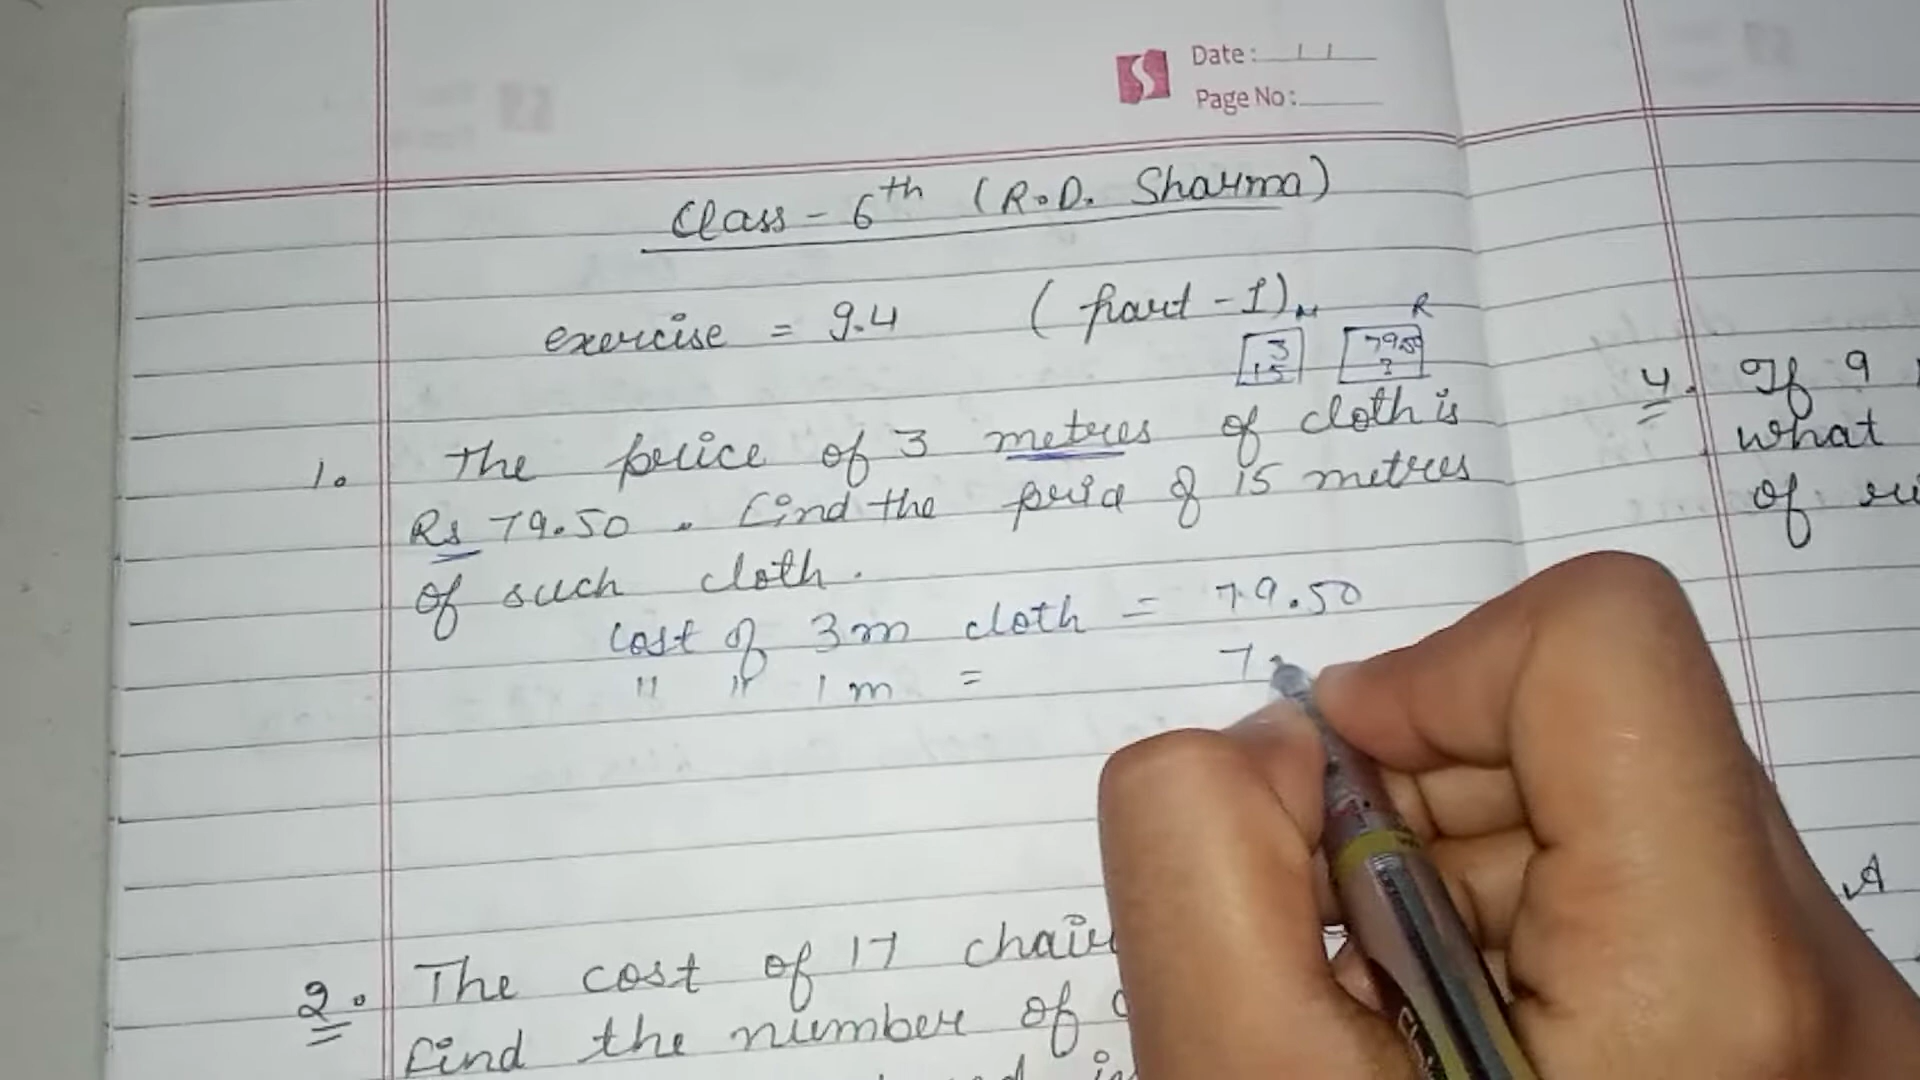 Date:
Page No:
Class - 6th (R.D. Sharma)
exercise = 9.4 (part - 1)
M R
3 79.50
15 ?
1. The price of 3 metres of cloth is
Rs 79.50. Find the price of 15 metres
of such cloth.
cost of 3m cloth = 79.50
" " 1m = 7
2. The cost of 17
find the number of
4. If 9
what
of